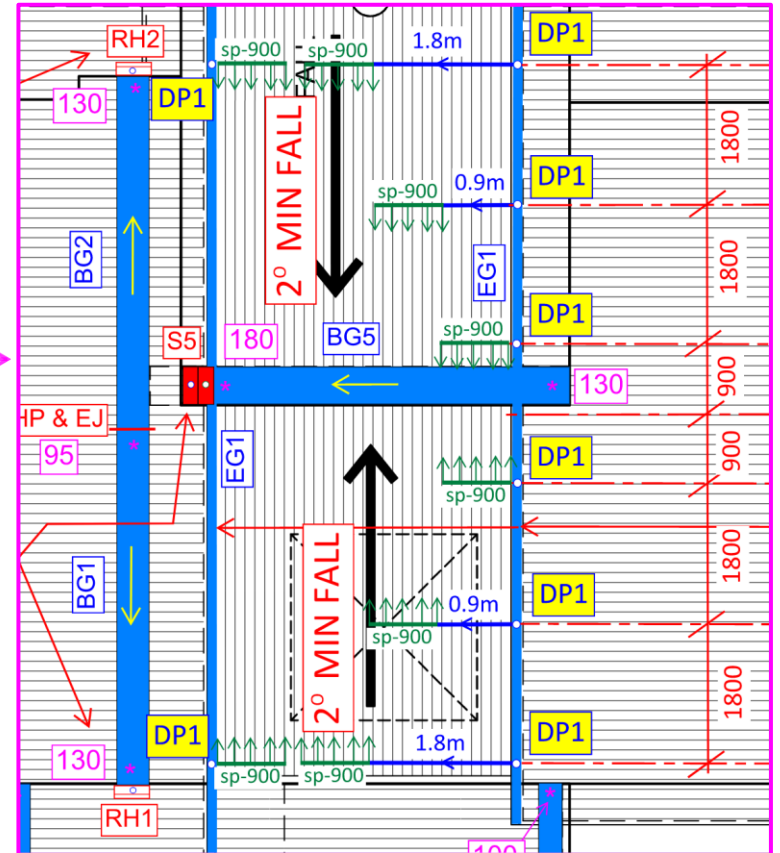 RH2
sp-900
sp-900
1.8m
DP1
130
DP1
1800
2⁰ MIN FALL
sp-900
0.9m
DP1
BG2
EG1
1800
S5
180
BG5
sp-900
DP1
900
130
HP & EJ
95
EG1
900
DP1
sp-900
BG1
2⁰ MIN FALL
1800
0.9m
DP1
sp-900
1800
DP1
1.8m
DP1
130
sp-900
sp-900
RH1
100